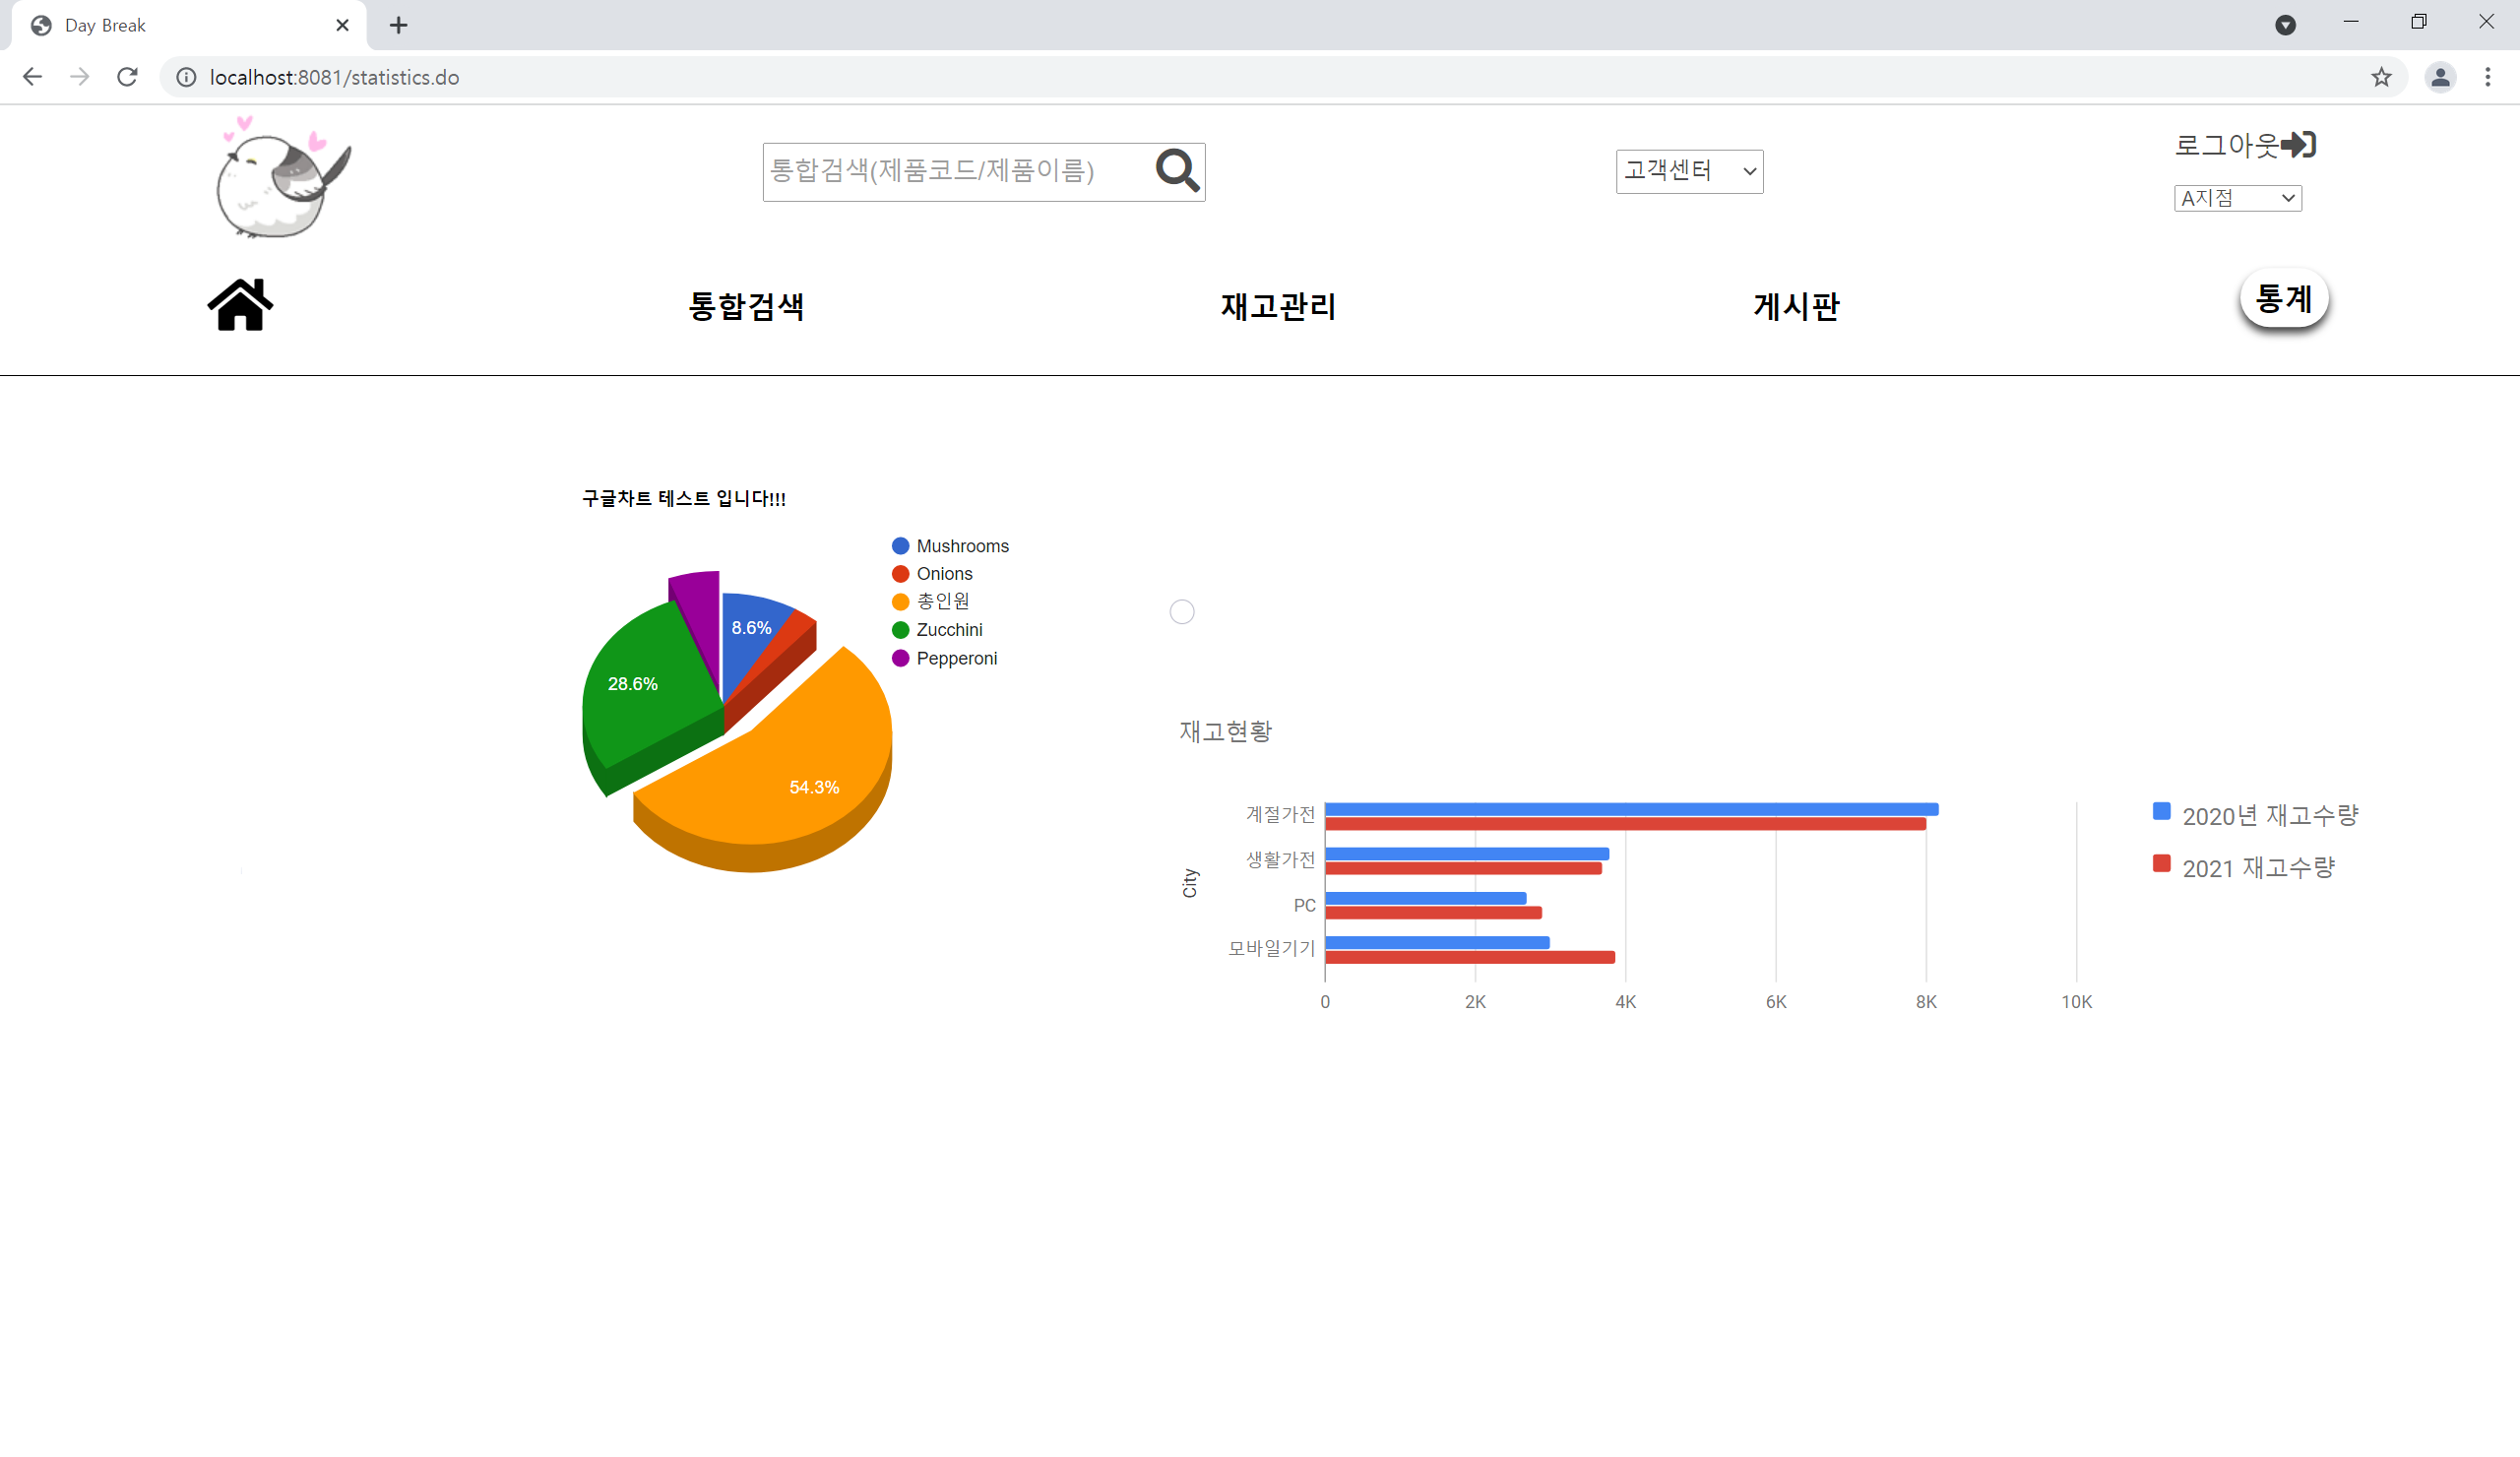 Day Break
localhost:8081/statistics.do
로그아웃
통합검색(제품코드/제품이름)
고객센터
A지점
통합검색
재고관리
게시판
통계
구글차트 테스트 입니다!!!
Mushrooms
Onions
총인원
Zucchini
Pepperoni
8.6%
28.6%
54.3%
재고현황
계절가전
생활가전
PC
모바일기기
City
0
2K
4K
6K
8K
10K
2020년 재고수량
2021 재고수량